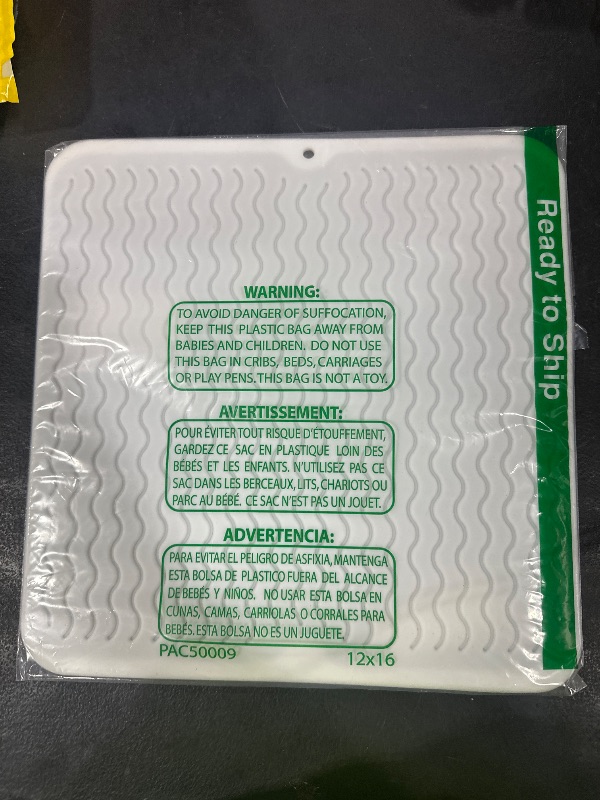 WARNING:
TO AVOID DANGER OF SUFFOCATION,
KEEP THIS PLASTIC BAG AWAY FROM
BABIES AND CHILDREN. DO NOT USE
THIS BAG IN CRIBS, BEDS, CARRIAGES
OR PLAY PENS. THIS BAG IS NOT A TOY.
AVERTISSEMENT:
POUR ÉVITER TOUT RISQUE D'ÉTOUFFEMENT,
GARDEZ CE SAC EN PLASTIQUE LOIN DES
BÉBÉS ET LES ENFANTS. N'UTILISEZ PAS CE
SAC DANS LES BERCEAUX, LITS, CHARIOTS OU
PARC AU BÉBÉ. CE SAC N'EST PAS UN JOUET.
ADVERTENCIA:
PARA EVITAR EL PELIGRO DE ASFIXIA, MANTENGA
ESTA BOLSA DE PLASTICO FUERA DEL ALCANCE
DE BEBÉS Y NIÑOS. NO USAR ESTA BOLSA EN
CUNAS, CAMAS, CARRIOLAS O CORRALES PARA
BEBÉS. ESTA BOLSA NO ES UN JUGUETE.
PAC50009 12x16
Ready to Ship